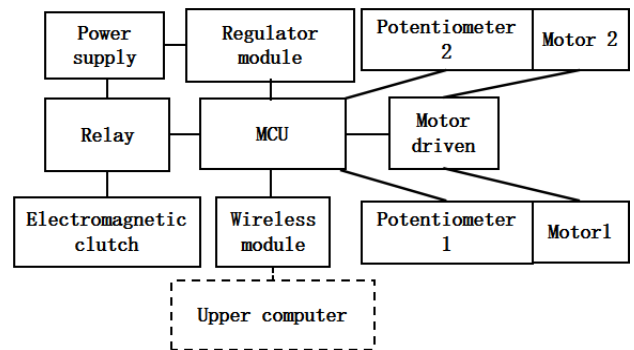 Power
supply
Regulator
module
Potentiometer
2
Motor 2
Relay
MCU
Motor
driven
Electromagnetic
clutch
Wireless
module
Potentiometer
1
Motor1
Upper computer